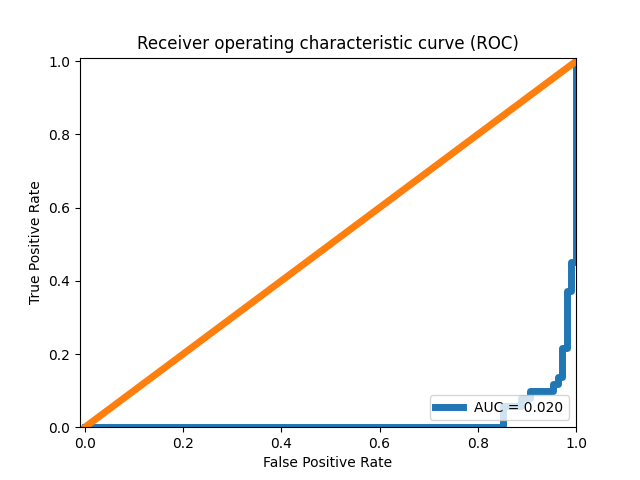 Receiver operating characteristic curve (ROC)
1.0
0.8
0.6
0.4
0.2
0.0
True Positive Rate
AUC = 0.020
0.0 0.2 0.4 0.6 0.8 1.0
False Positive Rate